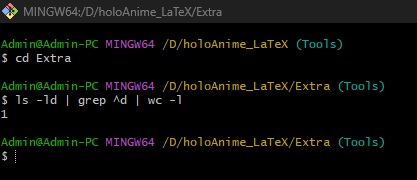 MINGW64:/D/holoAnime_LaTeX/Extra
Admin@Admin-PC MINGW64 /D/holoAnime_LaTeX (Tools)
$ cd Extra
Admin@Admin-PC MINGW64 /D/holoAnime_LaTeX/Extra (Tools)
$ ls -ld | grep ^d | wc -l
1
Admin@Admin-PC MINGW64 /D/holoAnime_LaTeX/Extra (Tools)
$